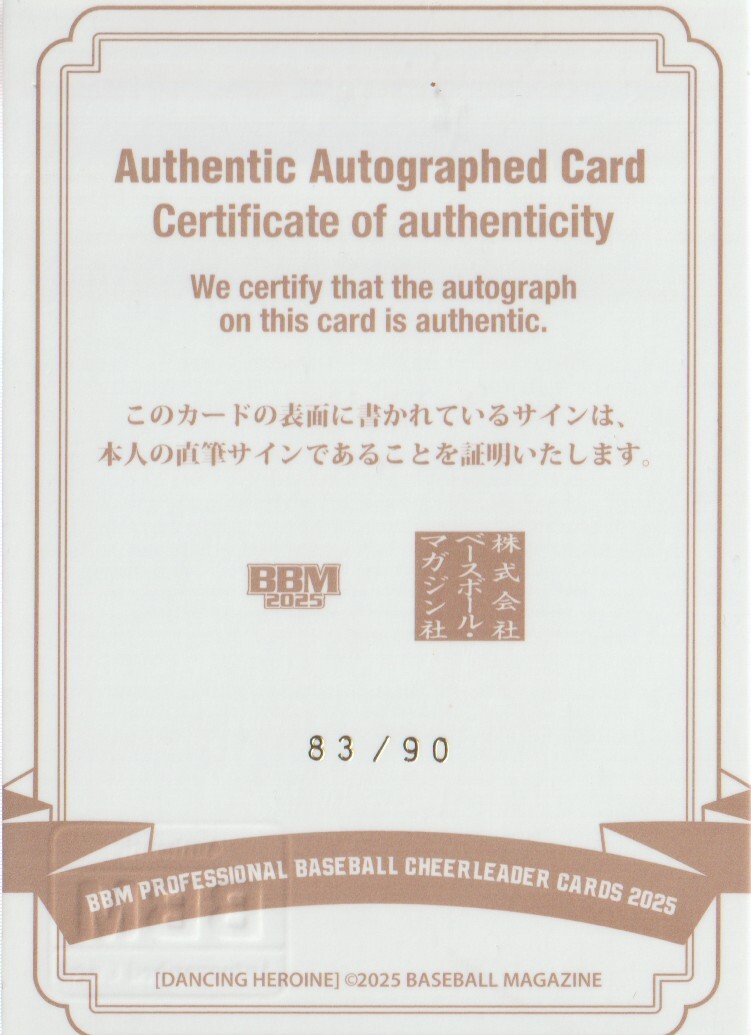 Authentic Autographed Card
Certificate of authenticity
We certify that the autograph
on this card is authentic.
このカードの表面に書かれているサインは、
本人の直筆サインであることを証明いたします。
BBM
2025
株式会社
ベースボール・
マガジン社
83/90
BBM PROFESSIONAL BASEBALL CHEERLEADER CARDS 2025
[DANCING HEROINE] ©2025 BASEBALL MAGAZINE